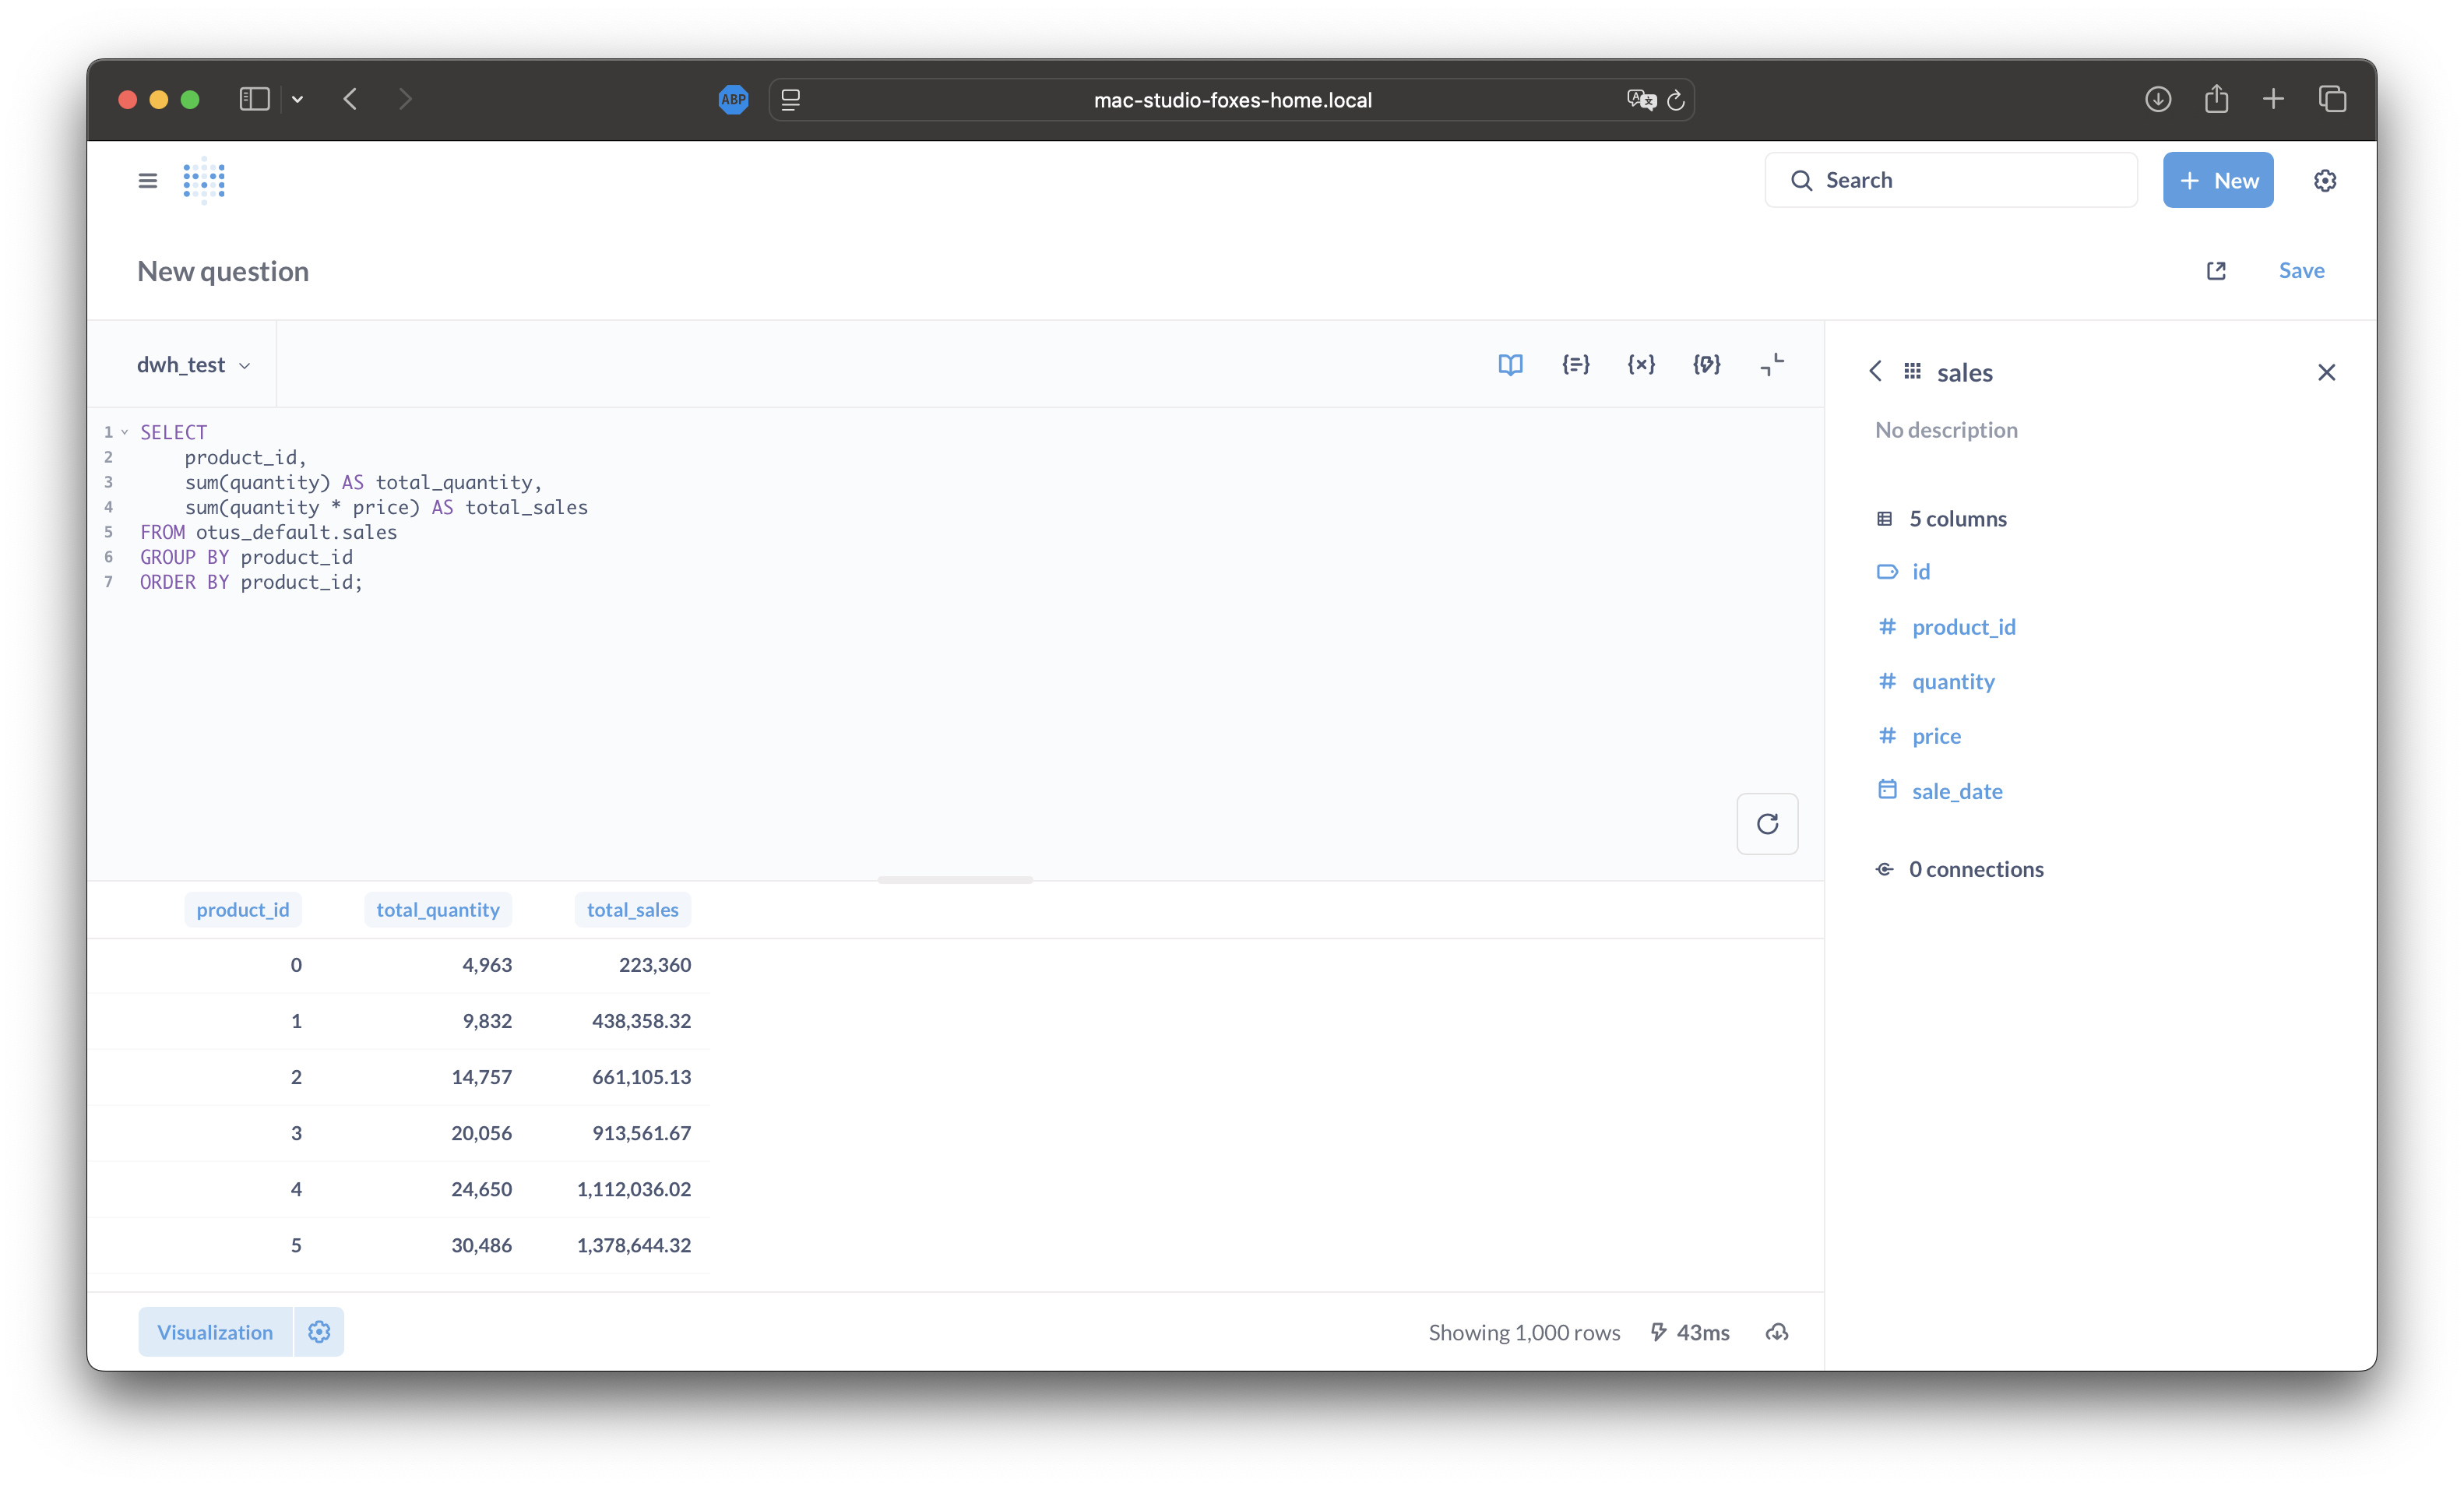 ABP
mac-studio-foxes-home.local
Search
+ New
New question
Save
dwh_test
1 SELECT
2 product_id,
3 sum(quantity) AS total_quantity,
4 sum(quantity * price) AS total_sales
5 FROM otus_default.sales
6 GROUP BY product_id
7 ORDER BY product_id;
product_id total_quantity total_sales
0 4,963 223,360
1 9,832 438,358.32
2 14,757 661,105.13
3 20,056 913,561.67
4 24,650 1,112,036.02
5 30,486 1,378,644.32
Visualization
Showing 1,000 rows 43ms
sales
No description
5 columns
id
# product_id
# quantity
# price
sale_date
0 connections